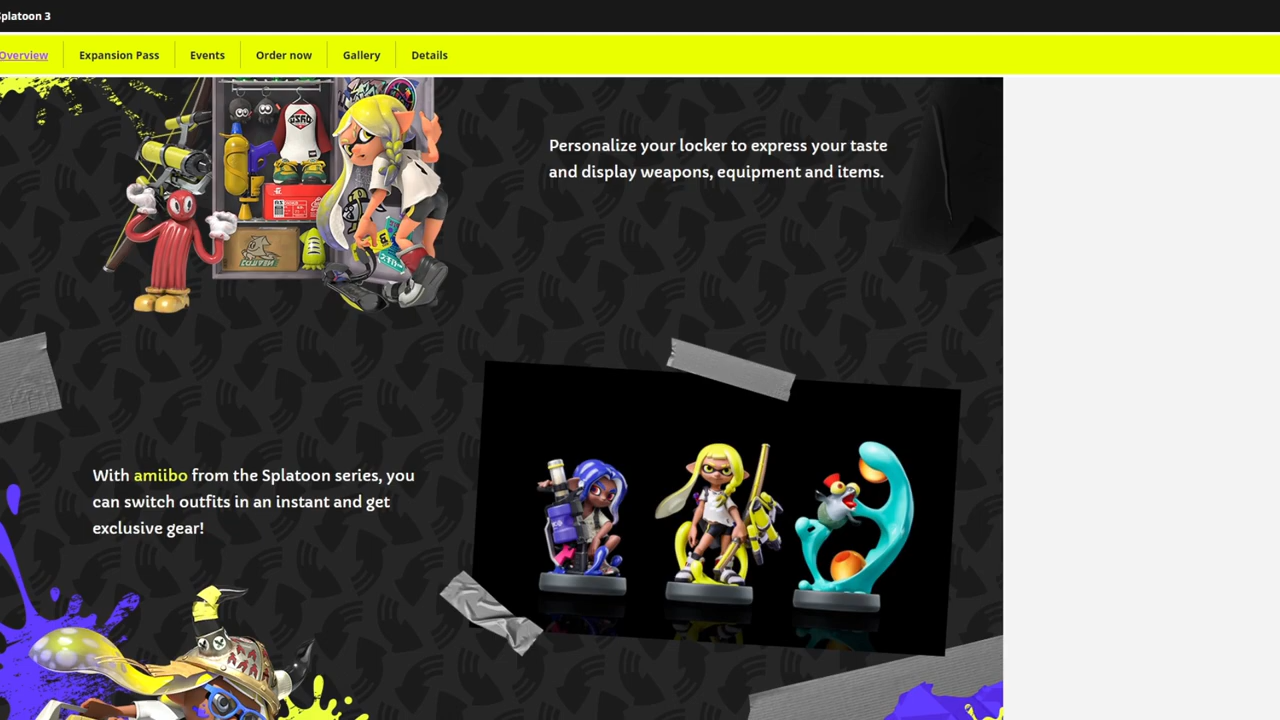 Splatoon 3
Overview
Expansion Pass
Events
Order now
Gallery
Details
Personalize your locker to express your taste
and display weapons, equipment and items.
With amiibo from the Splatoon series, you
can switch outfits in an instant and get
exclusive gear!